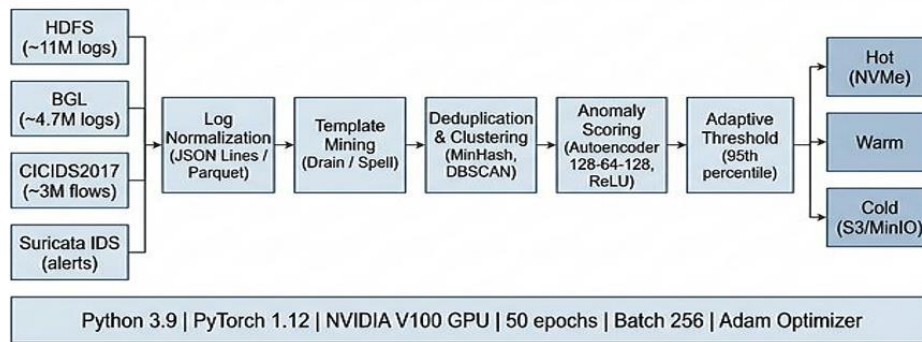 HDFS
(~11M logs)
BGL
(~4.7M logs)
CICIDS2017
(~3M flows)
Suricata IDS
(alerts)
Log
Normalization
(JSON Lines /
Parquet)
Template
Mining
(Drain / Spell)
Deduplication
& Clustering
(MinHash,
DBSCAN)
Anomaly
Scoring
(Autoencoder
128-64-128,
ReLU)
Adaptive
Threshold
(95th
percentile)
Hot
(NVMe)
Warm
Cold
(S3/MinIO)
Python 3.9 | PyTorch 1.12 | NVIDIA V100 GPU | 50 epochs | Batch 256 | Adam Optimizer